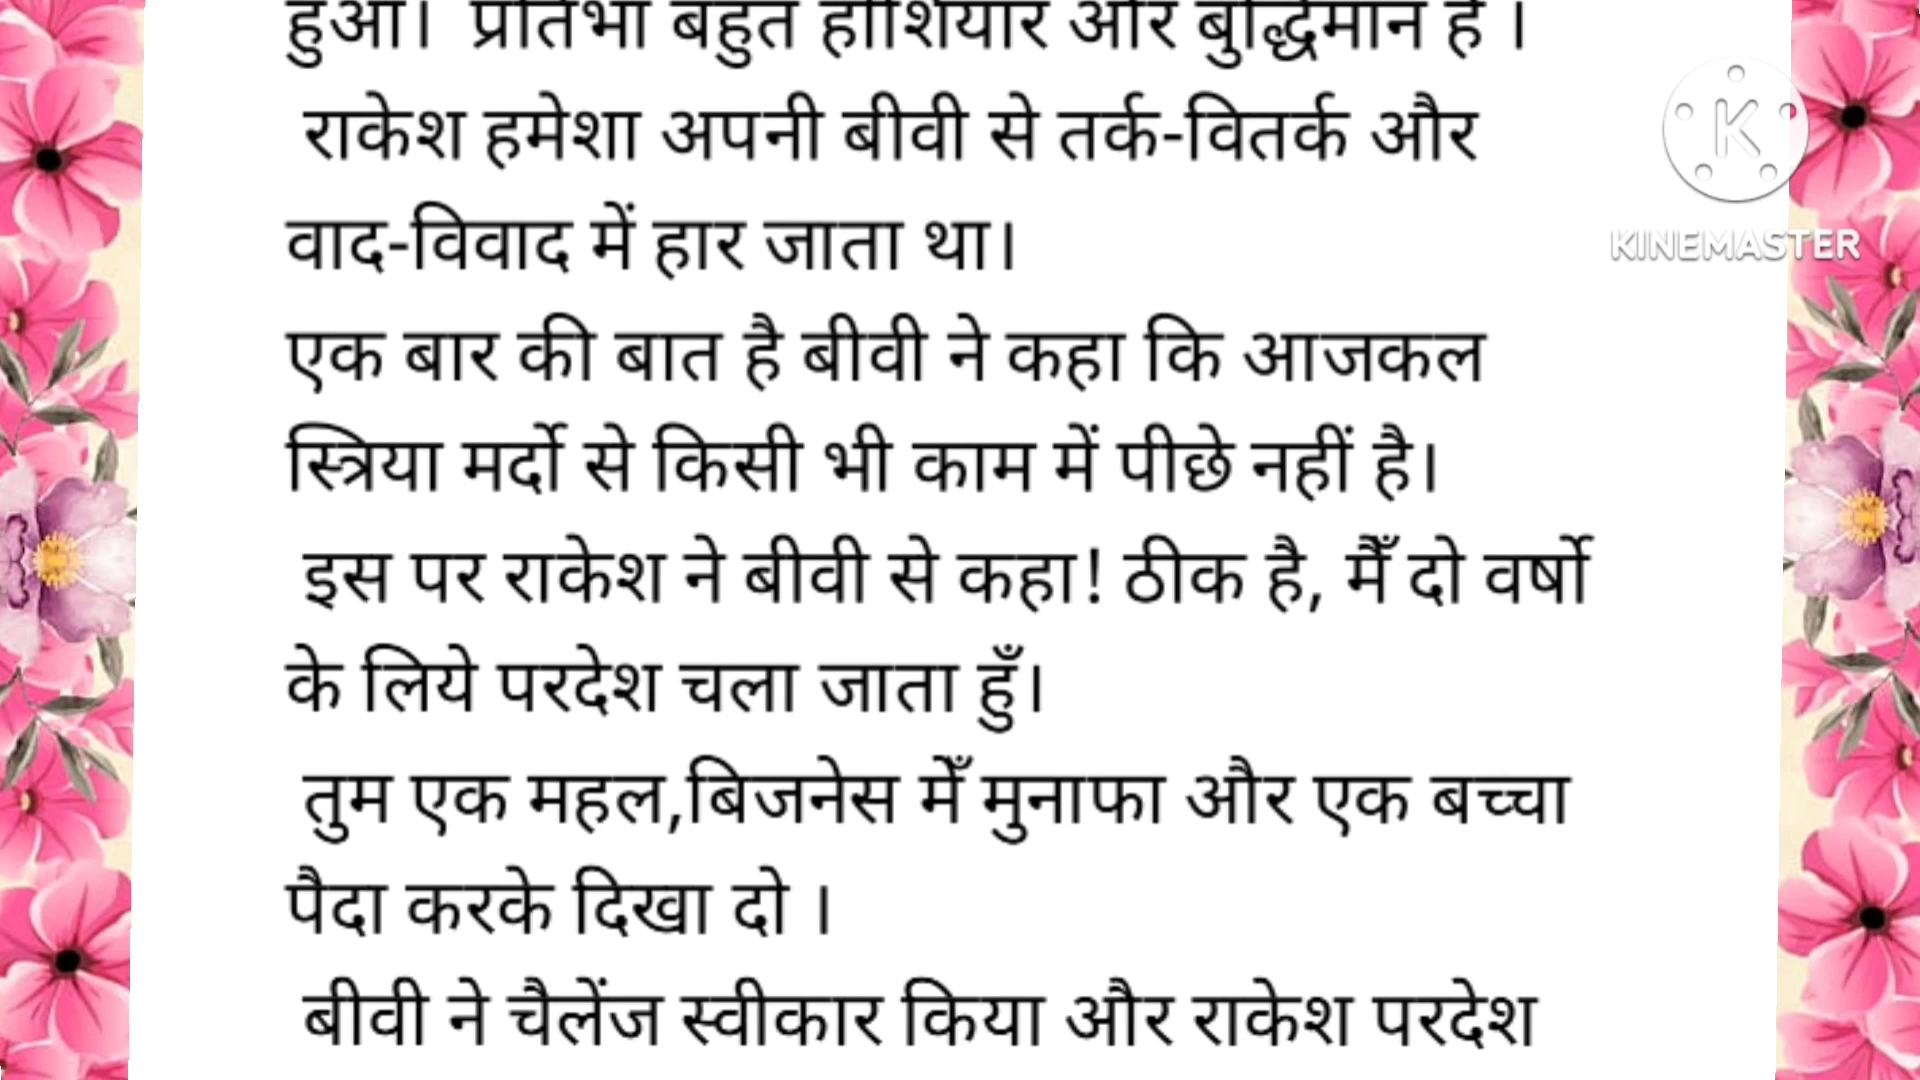 हुआ। प्रतिभा बहुत होशियार और बुद्धिमान है ।
राकेश हमेशा अपनी बीवी से तर्क-वितर्क और
वाद-विवाद में हार जाता था।
एक बार की बात है बीवी ने कहा कि आजकल
स्त्रिया मर्दो से किसी भी काम में पीछे नहीं है।
इस पर राकेश ने बीवी से कहा! ठीक है, मैँ दो वर्षो
के लिये परदेश चला जाता हुँ।
तुम एक महल,बिजनेस मेँ मुनाफा और एक बच्चा
पैदा करके दिखा दो ।
बीवी ने चैलेंज स्वीकार किया और राकेश परदेश
K
KINEMASTER